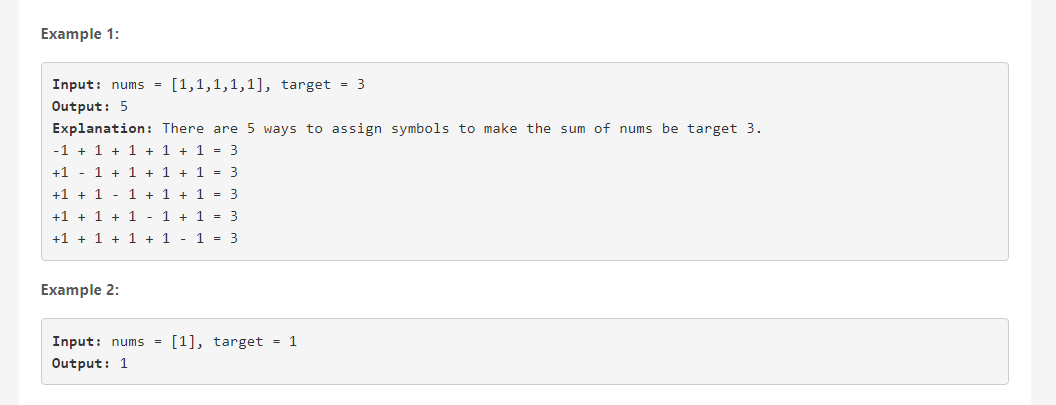 Example 1:
Input: nums = [1,1,1,1,1], target = 3
Output: 5
Explanation: There are 5 ways to assign symbols to make the sum of nums be target 3.
-1 + 1 + 1 + 1 + 1 = 3
+1 - 1 + 1 + 1 + 1 = 3
+1 + 1 - 1 + 1 + 1 = 3
+1 + 1 + 1 - 1 + 1 = 3
+1 + 1 + 1 + 1 - 1 = 3
Example 2:
Input: nums = [1], target = 1
Output: 1